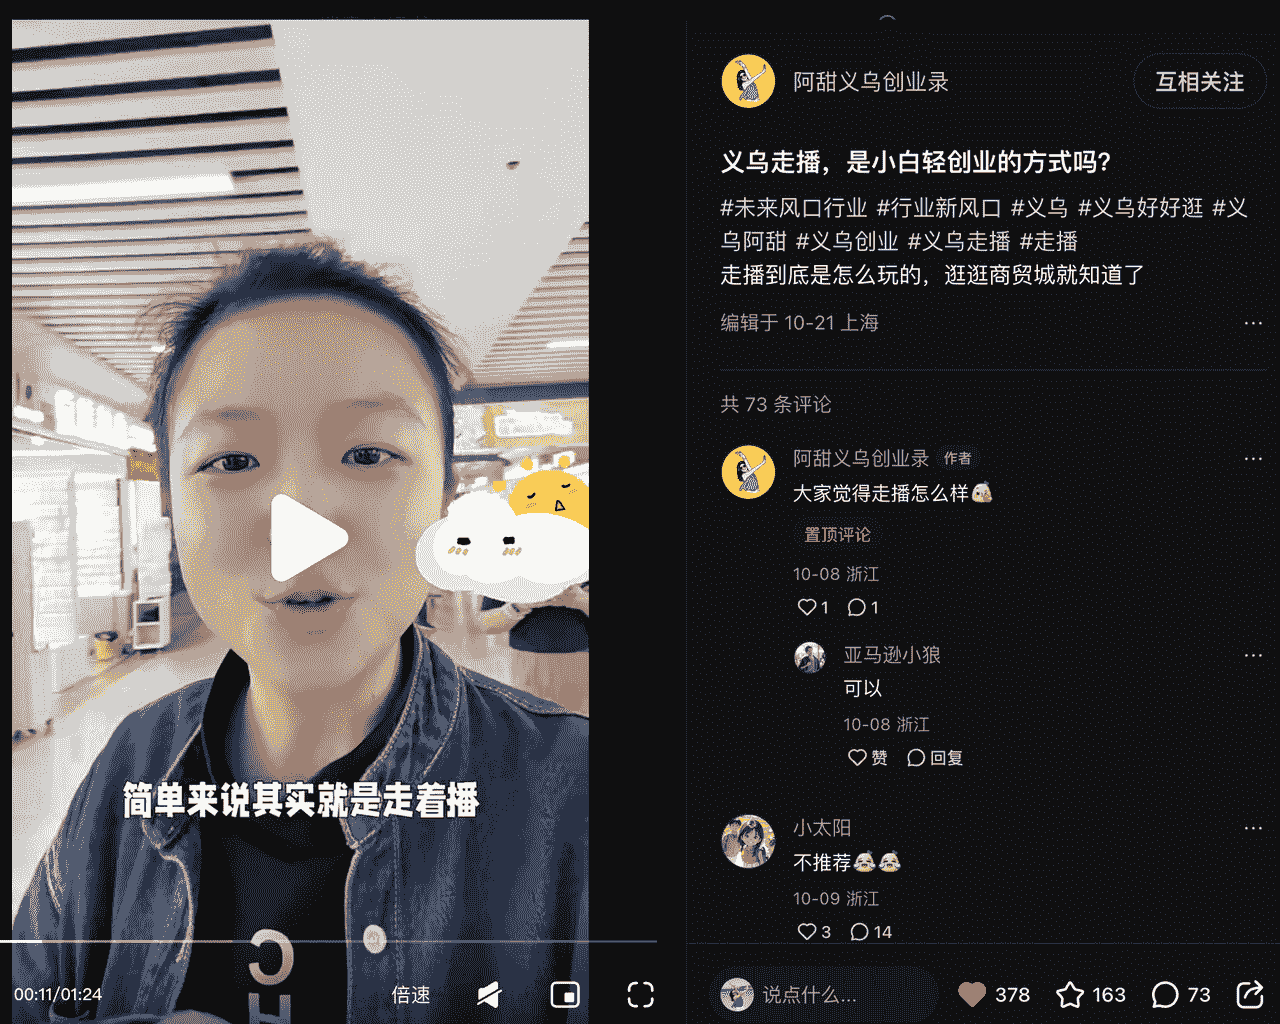 简单来说其实就是走着播
C
H
00:11/01:24
倍速
阿甜义乌创业录
互相关注
义乌走播，是小白轻创业的方式吗？
#未来风口行业 #行业新风口 #义乌 #义乌好好逛 #义
乌阿甜 #义乌创业 #义乌走播 #走播
走播到底是怎么玩的，逛逛商贸城就知道了
编辑于 10-21 上海
共 73 条评论
阿甜义乌创业录 作者
大家觉得走播怎么样
置顶评论
10-08 浙江
1 1
亚马逊小狼
可以
10-08 浙江
赞 回复
小太阳
不推荐
10-09 浙江
3 14
说点什么... 378 163 73